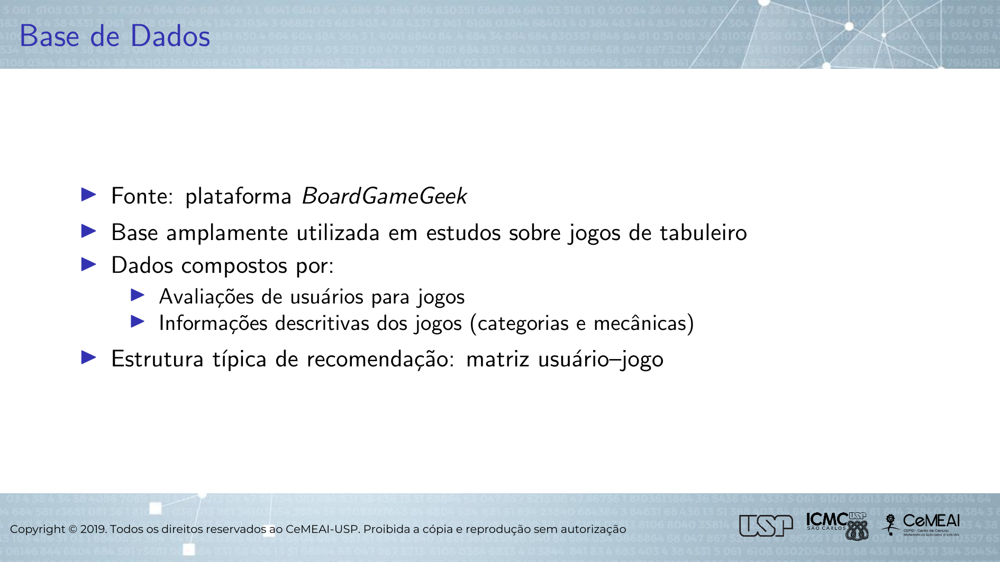 Base de Dados
Fonte: plataforma BoardGameGeek
Base amplamente utilizada em estudos sobre jogos de tabuleiro
Dados compostos por:
Avaliações de usuários para jogos
Informações descritivas dos jogos (categorias e mecânicas)
Estrutura típica de recomendação: matriz usuário–jogo
Copyright © 2019. Todos os direitos reservados ao CeMEAI-USP. Proibida a cópia e reprodução sem autorização
USP
ICMC USP
SÃO CARLOS
CeMEAI
CEPID - Centro de Ciências
Matemáticas Aplicadas à Indústria